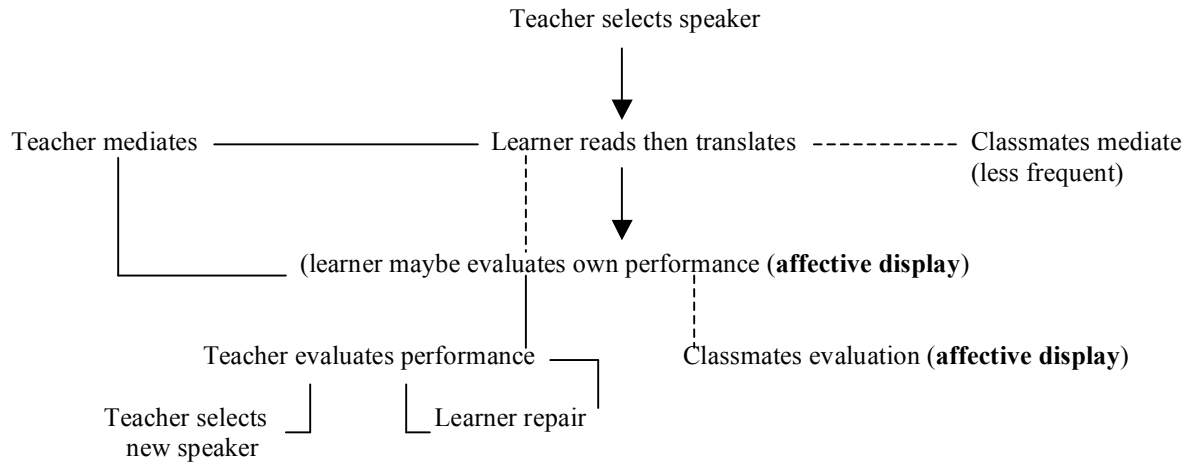 Teacher selects speaker
Teacher mediates
Learner reads then translates
Classmates mediate
(less frequent)
(learner maybe evaluates own performance (affective display)
Teacher evaluates performance
Classmates evaluation (affective display)
Teacher selects
new speaker
Learner repair